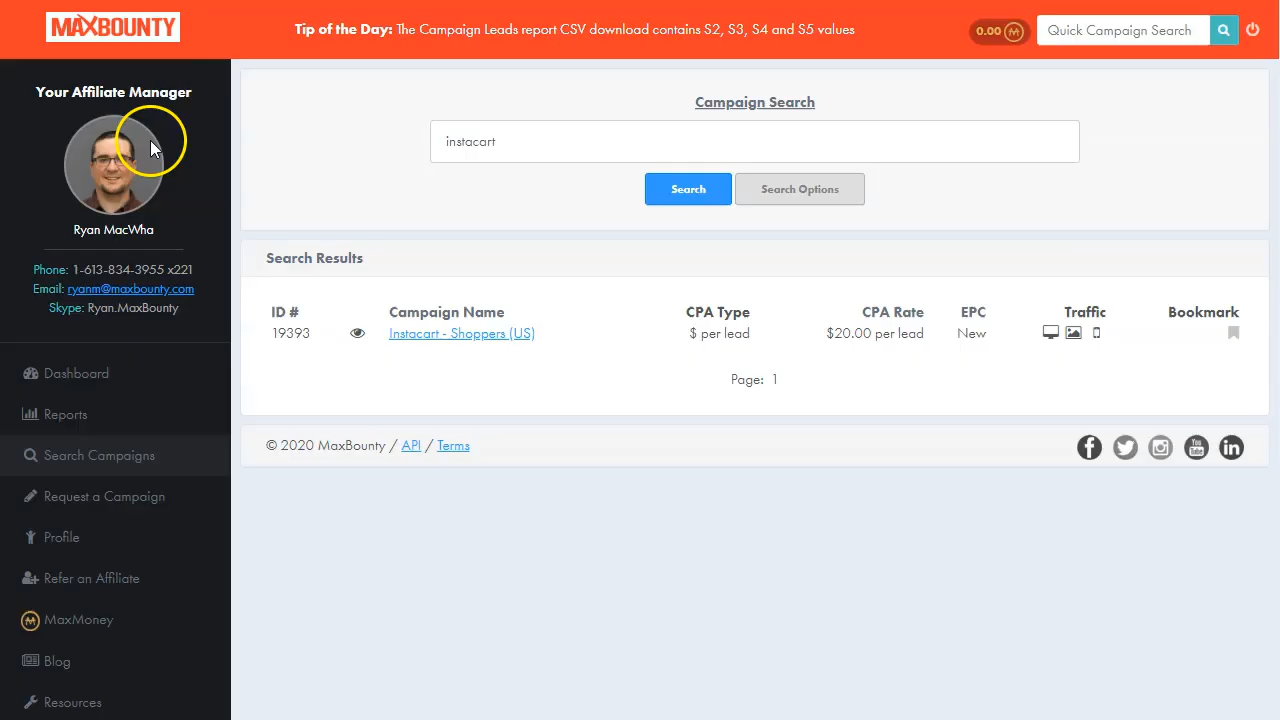 MAXBOUNTY
Tip of the Day: The Campaign Leads report CSV download contains S2, S3, S4 and S5 values
0.00
Quick Campaign Search
Your Affiliate Manager
Ryan MacWha
Phone: 1-613-834-3955 x221
Email: ryanm@maxbounty.com
Skype: Ryan.MaxBounty
Dashboard
Reports
Search Campaigns
Request a Campaign
Profile
Refer an Affiliate
MaxMoney
Blog
Resources
Campaign Search
instacart
Search Search Options
Search Results
ID # Campaign Name CPA Type CPA Rate EPC Traffic Bookmark
19393 Instacart - Shoppers (US) $ per lead $20.00 per lead New
Page: 1
© 2020 MaxBounty / API / Terms